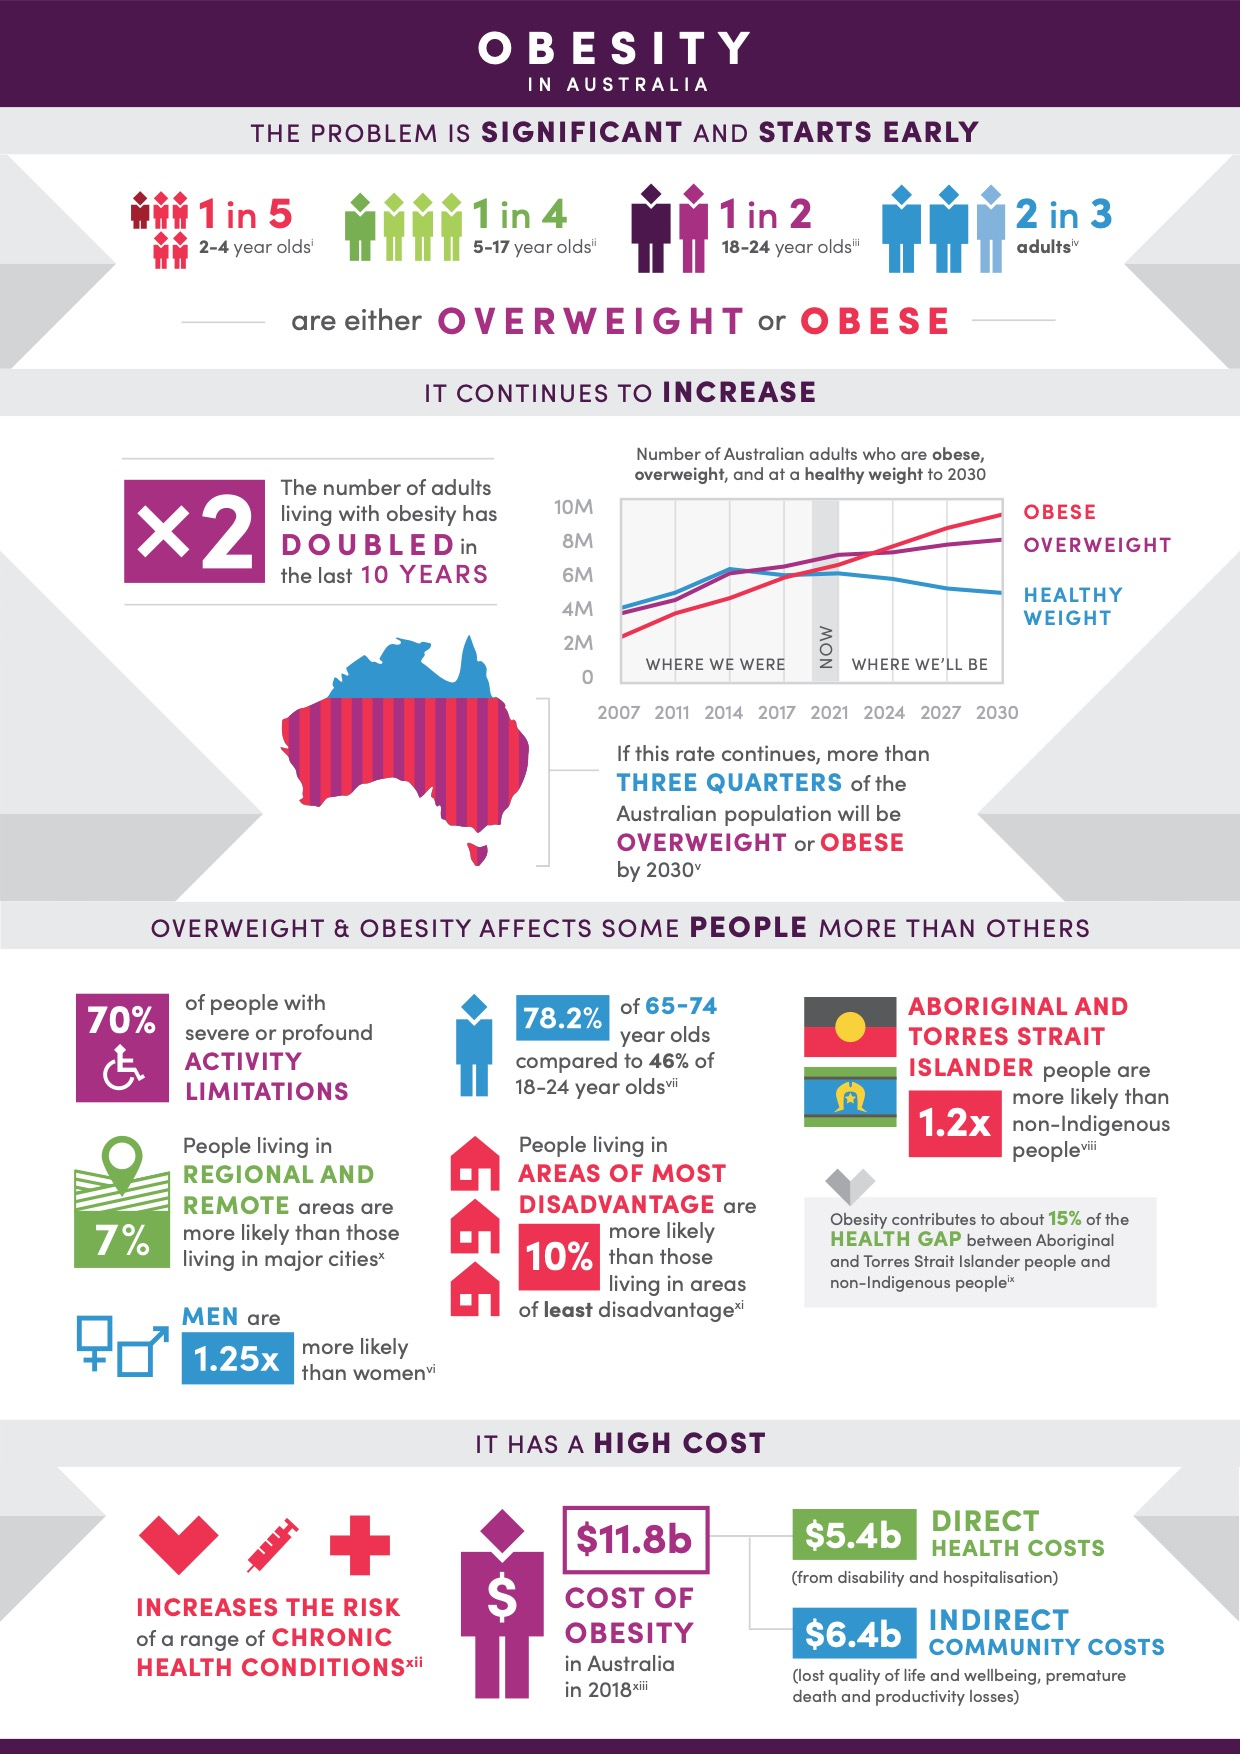 OBESITY
IN AUSTRALIA
THE PROBLEM IS SIGNIFICANT AND STARTS EARLY
1 in 5
2-4 year oldsⁱ
1 in 4
5-17 year oldsⁱⁱ
1 in 2
18-24 year oldsⁱⁱⁱ
2 in 3
adultsⁱᵛ
are either OVERWEIGHT or OBESE
IT CONTINUES TO INCREASE
×2
The number of adults
living with obesity has
DOUBLED in
the last 10 YEARS
Number of Australian adults who are obese,
overweight, and at a healthy weight to 2030
10M
8M
6M
4M
2M
0
OBESE
OVERWEIGHT
HEALTHY
WEIGHT
WHERE WE WERE
NOW
WHERE WE'LL BE
2007 2011 2014 2017 2021 2024 2027 2030
If this rate continues, more than
THREE QUARTERS of the
Australian population will be
OVERWEIGHT or OBESE
by 2030ᵛ
OVERWEIGHT & OBESITY AFFECTS SOME PEOPLE MORE THAN OTHERS
70%
of people with
severe or profound
ACTIVITY
LIMITATIONS
78.2%
of 65-74
year olds
compared to 46% of
18-24 year oldsᵛⁱⁱ
ABORIGINAL AND
TORRES STRAIT
ISLANDER people are
1.2x
more likely than
non-Indigenous
peopleᵛⁱⁱⁱ
7%
People living in
REGIONAL AND
REMOTE areas are
more likely than those
living in major citiesˣ
People living in
AREAS OF MOST
DISADVANTAGE are
10%
more likely
than those
living in areas
of least disadvantageˣⁱ
Obesity contributes to about 15% of the
HEALTH GAP between Aboriginal
and Torres Strait Islander people and
non-Indigenous peopleⁱˣ
MEN are
1.25x
more likely
than womenᵛⁱ
IT HAS A HIGH COST
INCREASES THE RISK
of a range of CHRONIC
HEALTH CONDITIONSˣⁱⁱ
$
$11.8b
COST OF
OBESITY
in Australia
in 2018ˣⁱⁱⁱ
$5.4b
DIRECT
HEALTH COSTS
(from disability and hospitalisation)
$6.4b
INDIRECT
COMMUNITY COSTS
(lost quality of life and wellbeing, premature
death and productivity losses)